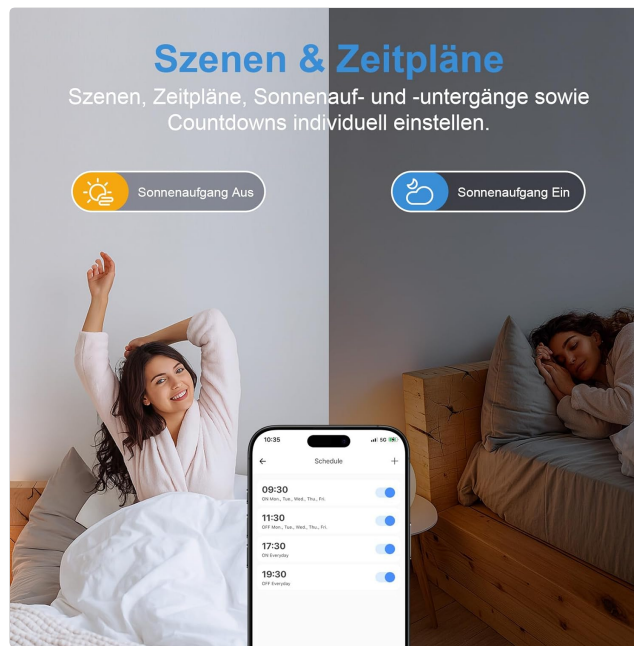 Szenen & Zeitpläne
Szenen, Zeitpläne, Sonnenauf- und -untergänge sowie
Countdowns individuell einstellen.
Sonnenaufgang Aus
Sonnenaufgang Ein
10:35
5G
Schedule
09:30
ON Mon., Tue., Wed., Thu., Fri.
11:30
OFF Mon., Tue., Wed., Thu., Fri.
17:30
ON Everyday
19:30
OFF Everyday